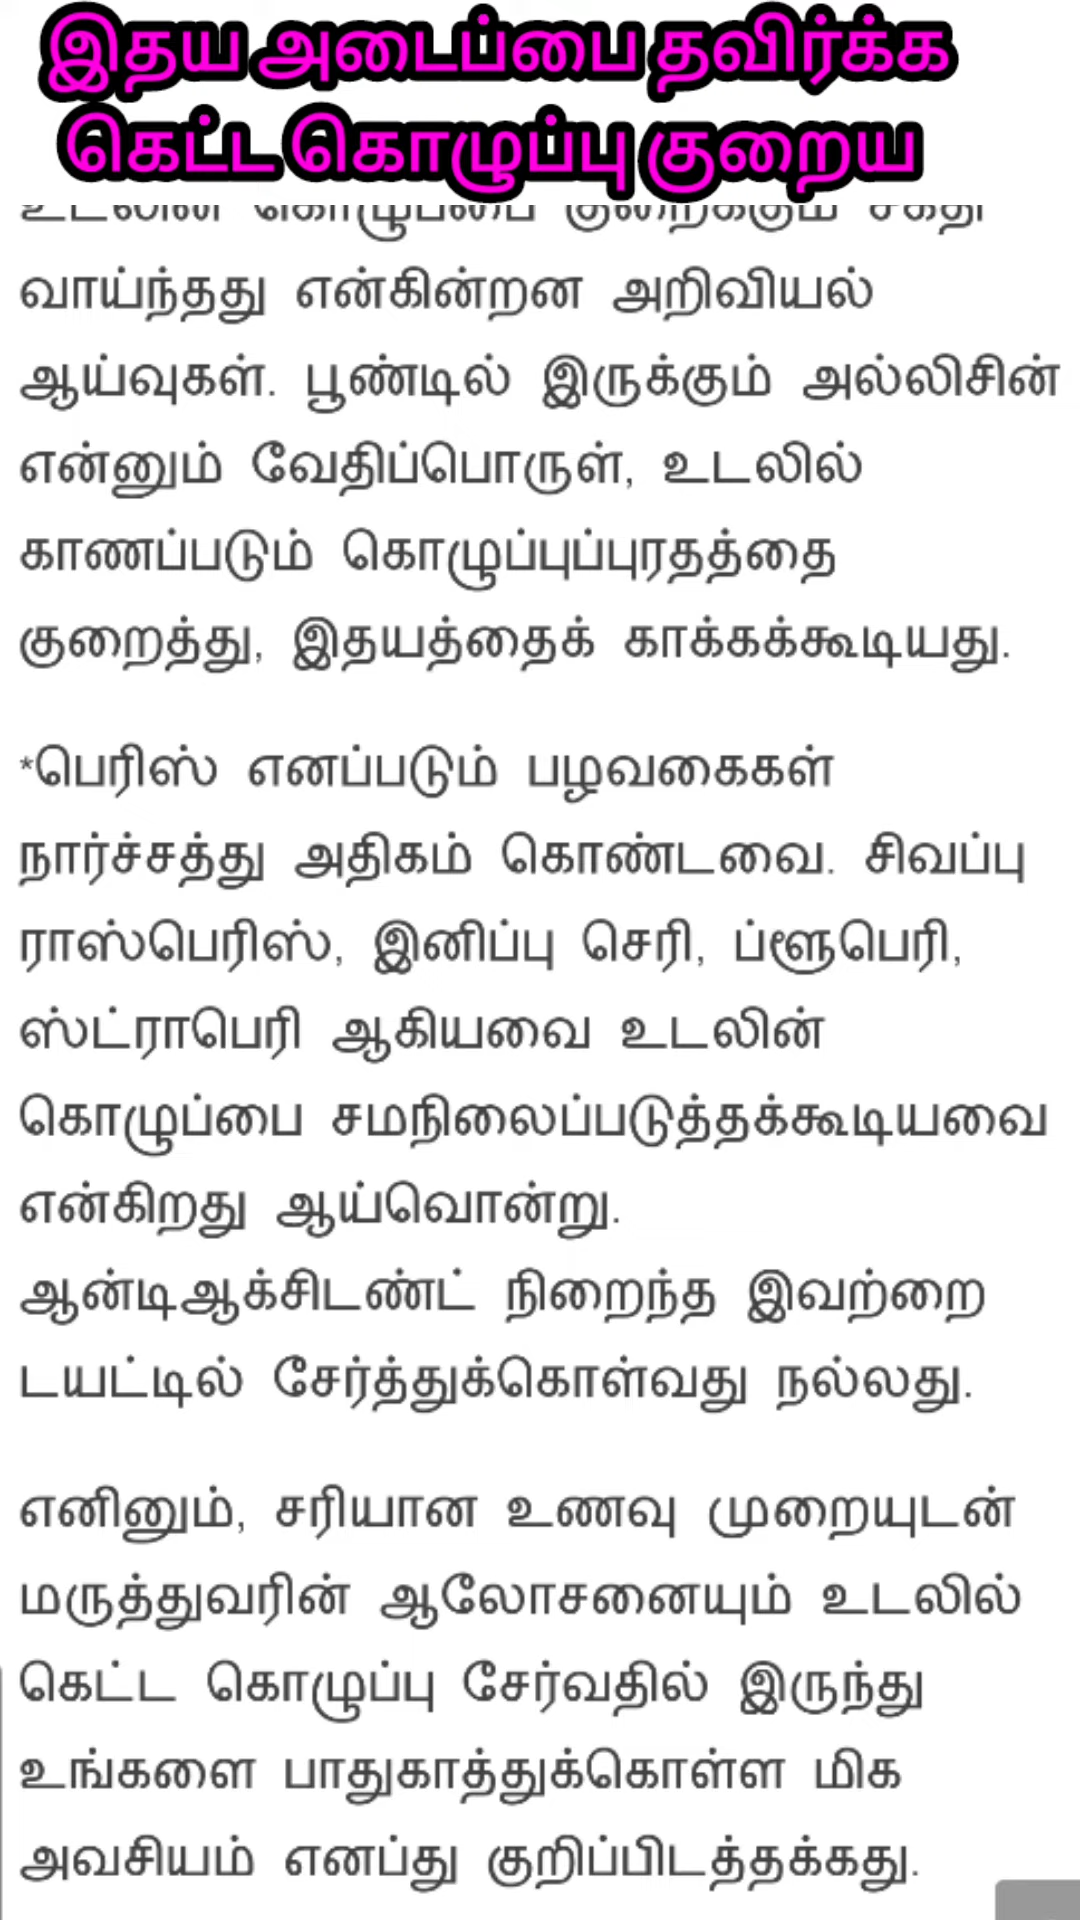 இதய அடைப்பை தவிர்க்க
கெட்ட கொழுப்பு குறைய
உடலின் கொழுப்பை குறைக்கும் சக்தி
வாய்ந்தது என்கின்றன அறிவியல்
ஆய்வுகள். பூண்டில் இருக்கும் அல்லிசின்
என்னும் வேதிப்பொருள், உடலில்
காணப்படும் கொழுப்புப்புரதத்தை
குறைத்து, இதயத்தைக் காக்கக்கூடியது.
*பெரிஸ் எனப்படும் பழவகைகள்
நார்ச்சத்து அதிகம் கொண்டவை. சிவப்பு
ராஸ்பெரிஸ், இனிப்பு செரி, ப்ளூபெரி,
ஸ்ட்ராபெரி ஆகியவை உடலின்
கொழுப்பை சமநிலைப்படுத்தக்கூடியவை
என்கிறது ஆய்வொன்று.
ஆன்டிஆக்சிடண்ட் நிறைந்த இவற்றை
டயட்டில் சேர்த்துக்கொள்வது நல்லது.
எனினும், சரியான உணவு முறையுடன்
மருத்துவரின் ஆலோசனையும் உடலில்
கெட்ட கொழுப்பு சேர்வதில் இருந்து
உங்களை பாதுகாத்துக்கொள்ள மிக
அவசியம் எனப்து குறிப்பிடத்தக்கது.